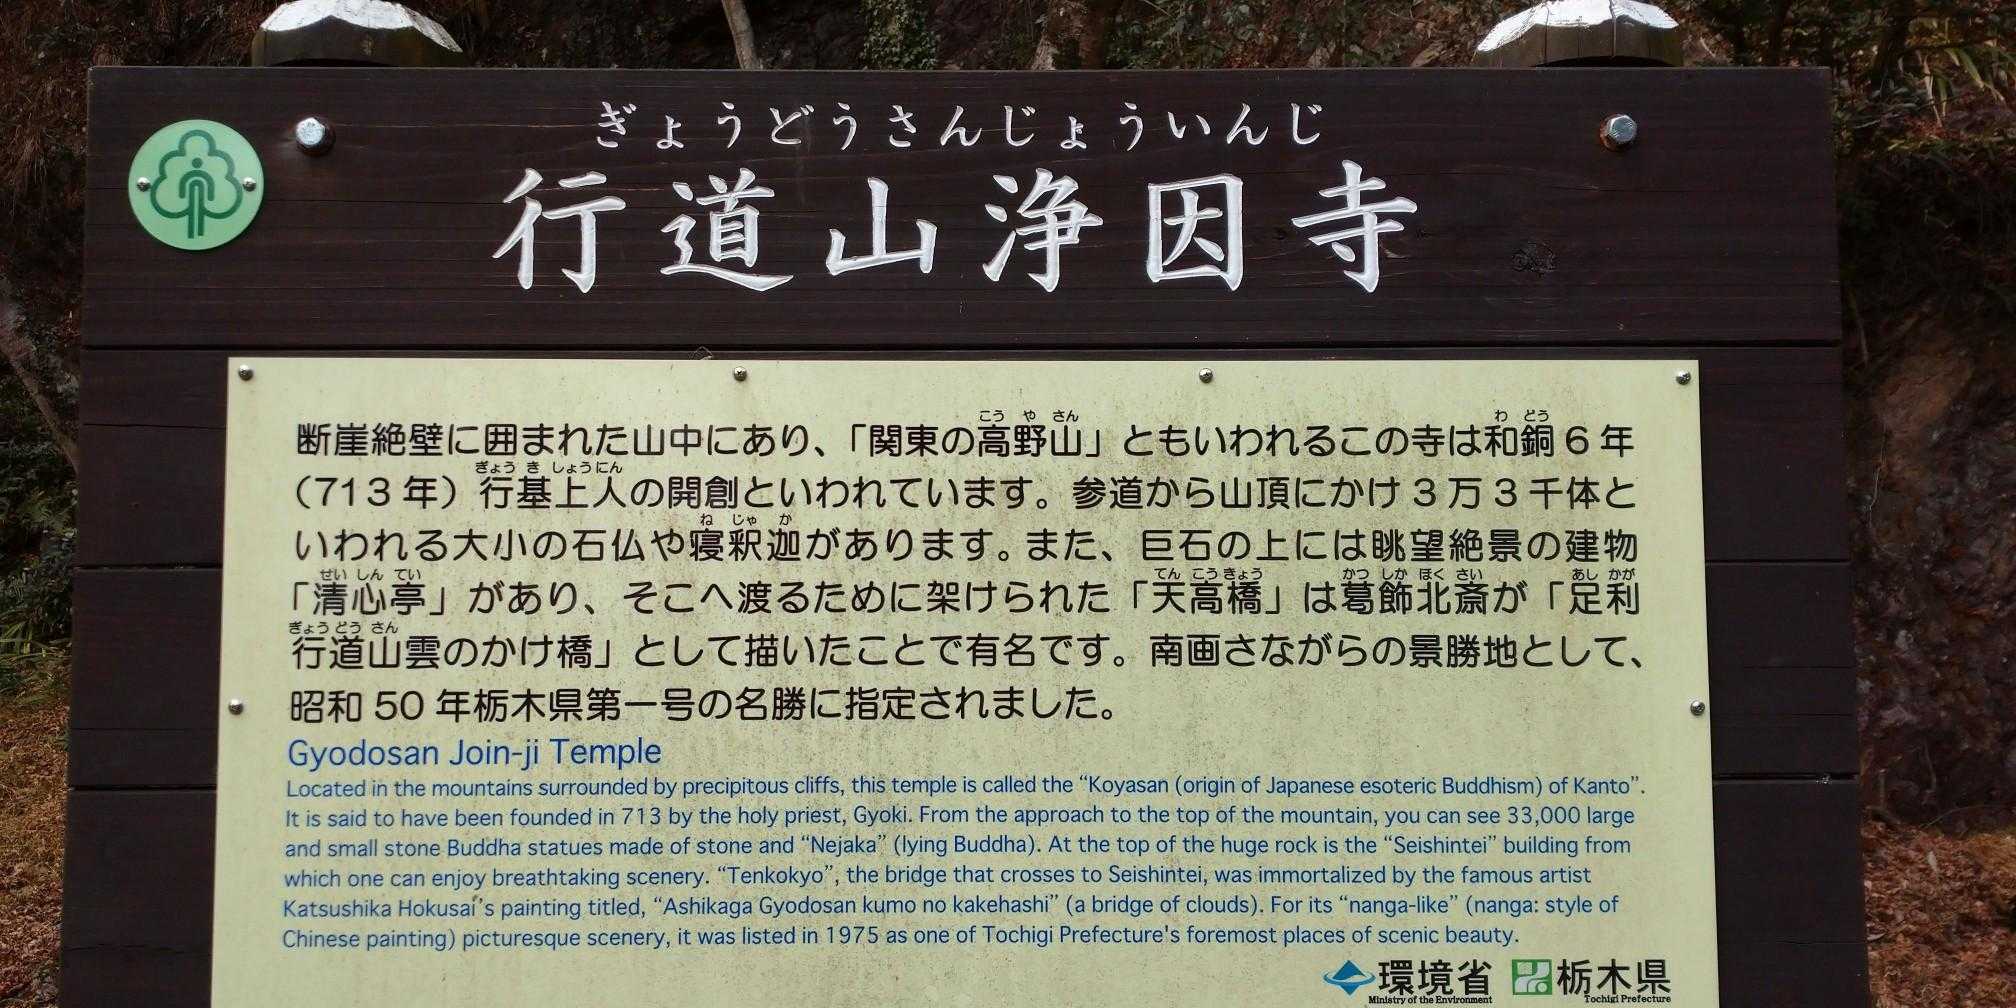 ぎょうどうさんじょういんじ
行道山浄因寺
こうやさん わどう
断崖絶壁に囲まれた山中にあり、「関東の高野山」ともいわれるこの寺は和銅6年
ぎょうきしょうにん
(713年)行基上人の開創といわれています。参道から山頂にかけ3万3千体と
ねじゃか
いわれる大小の石仏や寝釈迦があります。また、巨石の上には眺望絶景の建物
せいしんてい てんこうきょう かつしかほくさい あしかが
「清心亭」があり、そこへ渡るために架けられた「天高橋」は葛飾北斎が「足利
ぎょうどうさん
行道山雲のかけ橋」として描いたことで有名です。南画さながらの景勝地として、
昭和50年栃木県第一号の名勝に指定されました。
Gyodosan Join-ji Temple
Located in the mountains surrounded by precipitous cliffs, this temple is called the “Koyasan (origin of Japanese esoteric Buddhism) of Kanto”.
It is said to have been founded in 713 by the holy priest, Gyoki. From the approach to the top of the mountain, you can see 33,000 large
and small stone Buddha statues made of stone and “Nejaka” (lying Buddha). At the top of the huge rock is the “Seishintei” building from
which one can enjoy breathtaking scenery. “Tenkokyo”, the bridge that crosses to Seishintei, was immortalized by the famous artist
Katsushika Hokusai's painting titled, “Ashikaga Gyodosan kumo no kakehashi” (a bridge of clouds). For its “nanga-like” (nanga: style of
Chinese painting) picturesque scenery, it was listed in 1975 as one of Tochigi Prefecture's foremost places of scenic beauty.
環境省 栃木県
Ministry of the Environment Tochigi Prefecture